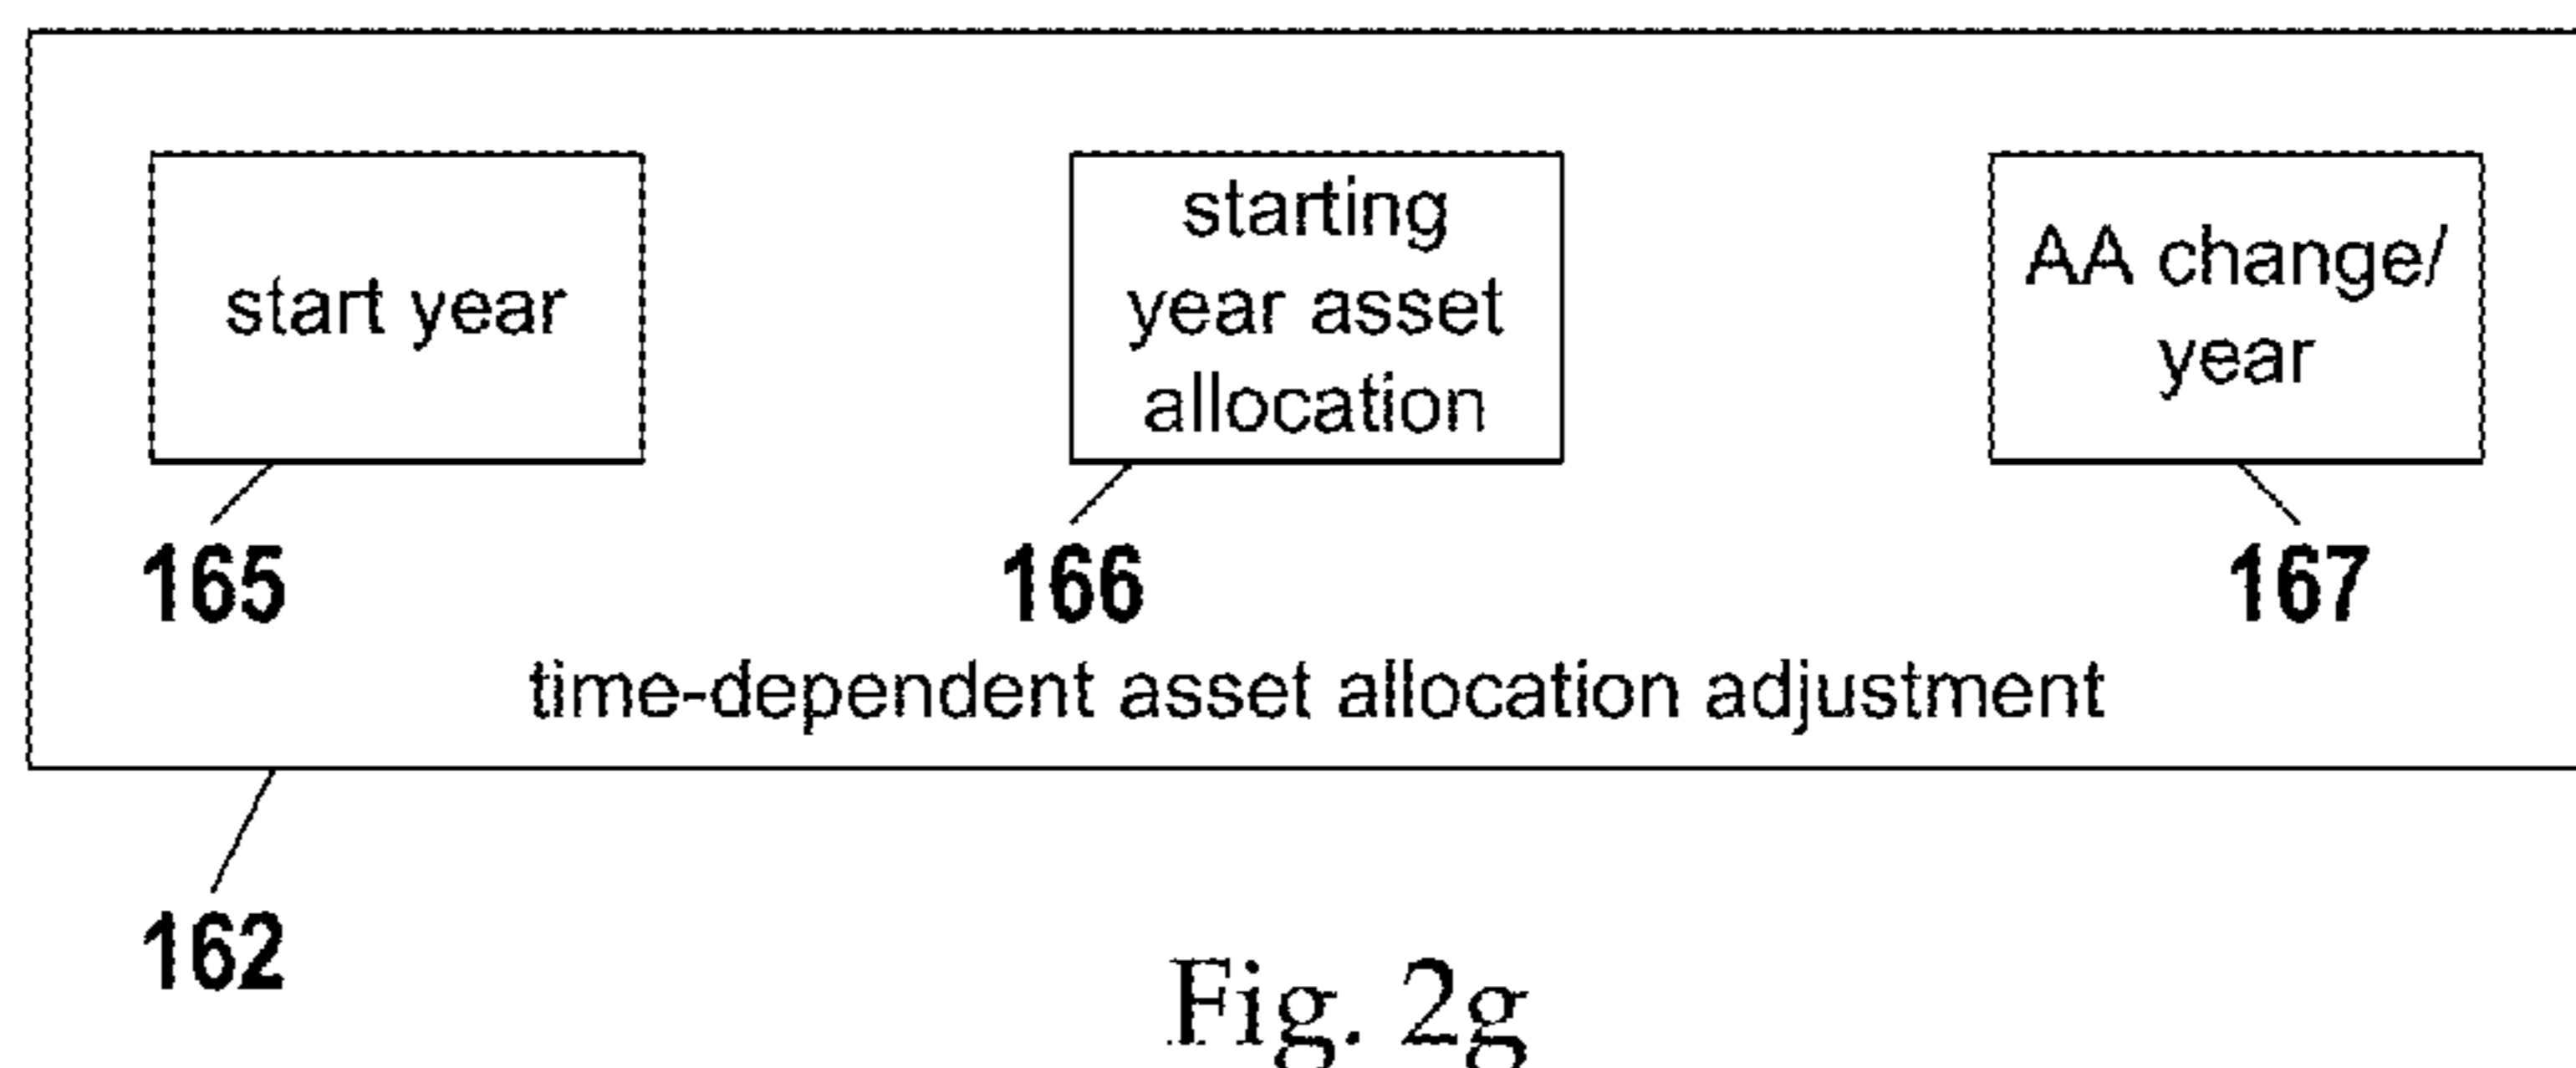 start year
starting
year asset
allocation
AA change/
year
165
166
167
time-dependent asset allocation adjustment
162
Fig. 2g